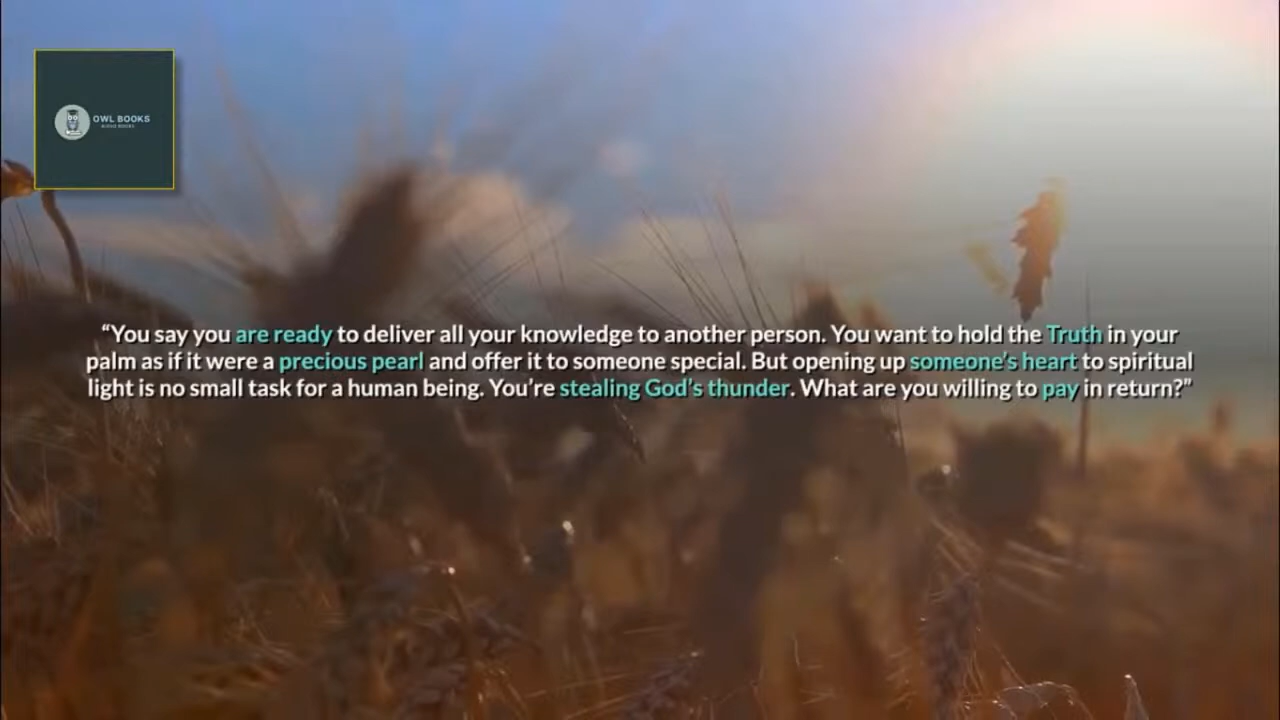 OWL BOOKS
AUDIO BOOKS
“You say you are ready to deliver all your knowledge to another person. You want to hold the Truth in your
palm as if it were a precious pearl and offer it to someone special. But opening up someone’s heart to spiritual
light is no small task for a human being. You’re stealing God’s thunder. What are you willing to pay in return?”